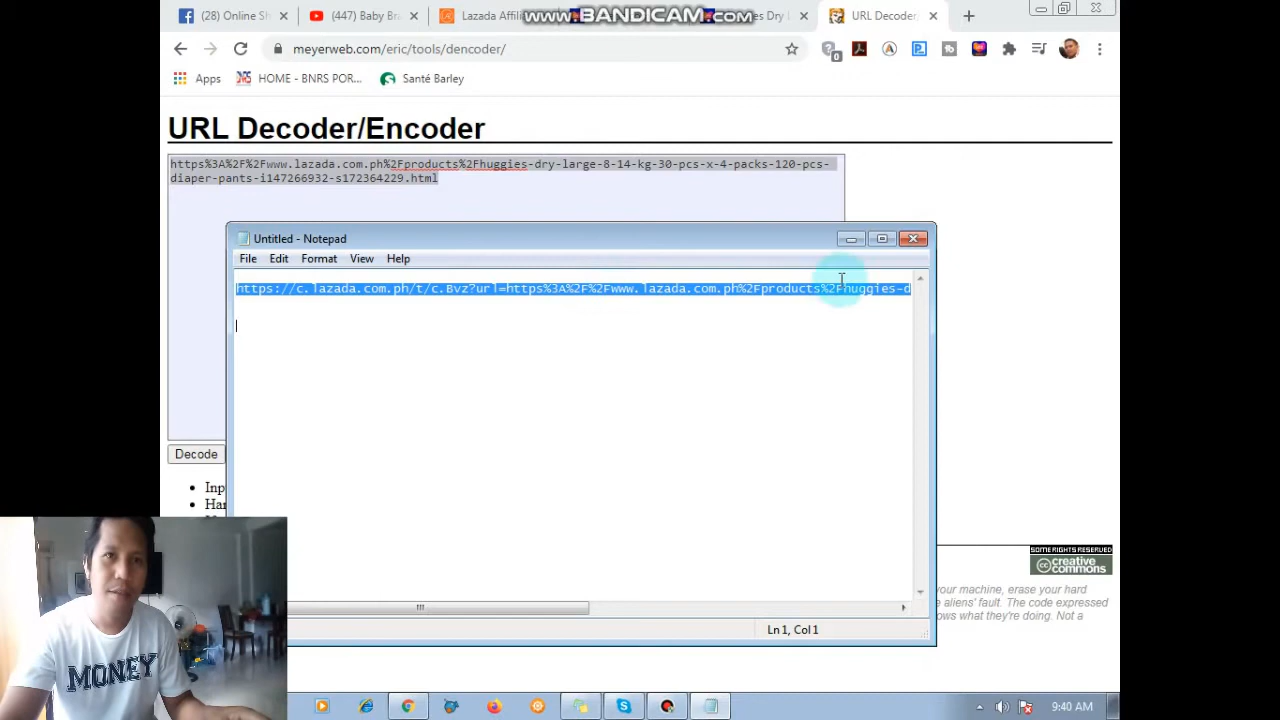 (28) Online Sh
(447) Baby Bra
Lazada Affili
www.BANDICAM.com
es Dry
URL Decoder
meyerweb.com/eric/tools/dencoder/
0
Apps
HOME - BNRS POR...
Santé Barley
URL Decoder/Encoder
https%3A%2F%2Fwww.lazada.com.ph%2Fproducts%2Fhuggies-dry-large-8-14-kg-30-pcs-x-4-packs-120-pcs-
diaper-pants-i147266932-s172364229.html
Untitled - Notepad
File Edit Format View Help
https://c.lazada.com.ph/t/c.Bvz?url=https%3A%2F%2Fwww.lazada.com.ph%2Fproducts%2Fhuggies-d
Decode
Inp
Har
SOME RIGHTS RESERVED
creative commons
your machine, erase your hard
e aliens' fault. The code expressed
ows what they're doing. Not a
Ln 1, Col 1
MONEY
9:40 AM